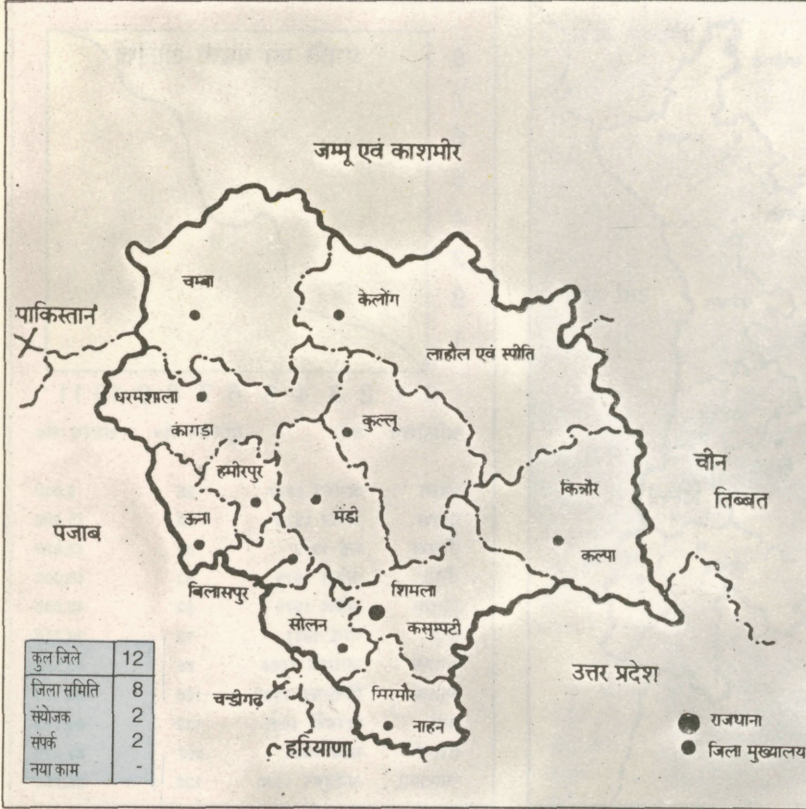 जम्मू एवं काशमीर
चम्बा
केलोंग
पाकिस्तान
लाहौल एवं स्पीति
धरमशाला
कांगड़ा
कुल्लू
हमीरपुर
किन्नौर
चीन
तिब्बत
ऊना
मंडी
पंजाब
कल्पा
बिलासपुर
शिमला
सोलन
कसुम्पटी
कुल जिले 12
जिला समिति 8
संयोजक 2
संपर्क 2
नया काम -
उत्तर प्रदेश
चन्डीगढ़
सिरमौर
नाहन
हरियाणा
राजधाना
जिला मुख्यालय